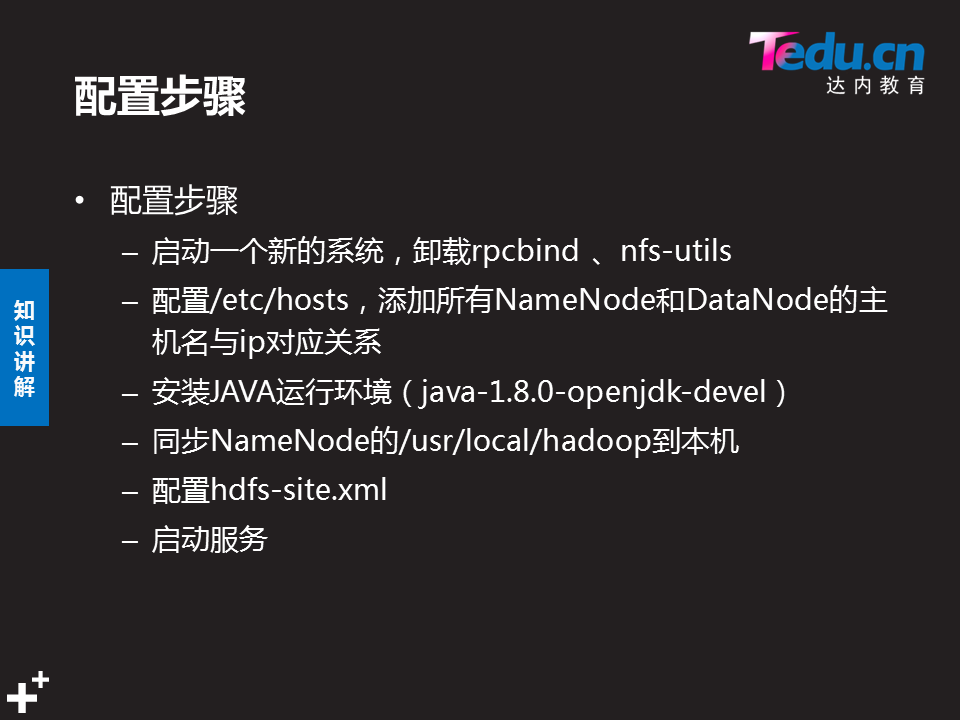 Tedu.cn
达内教育
配置步骤
• 配置步骤
– 启动一个新的系统，卸载rpcbind 、nfs-utils
– 配置/etc/hosts，添加所有NameNode和DataNode的主
机名与ip对应关系
– 安装JAVA运行环境（java-1.8.0-openjdk-devel）
– 同步NameNode的/usr/local/hadoop到本机
– 配置hdfs-site.xml
– 启动服务
知
识
讲
解